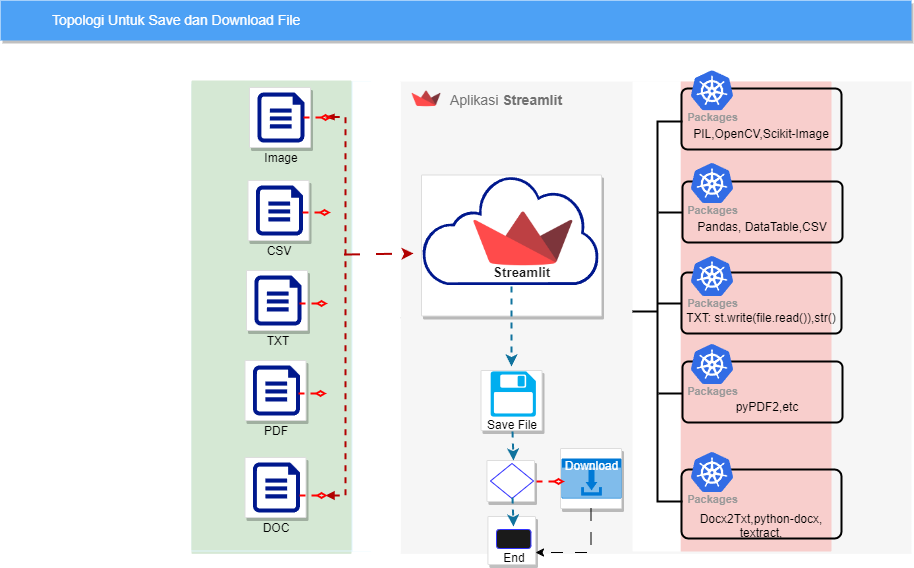 Topologi Untuk Save dan Download File
Image
CSV
TXT
PDF
DOC
Aplikasi Streamlit
Streamlit
Save File
Download
End
Packages
PIL,OpenCV,Scikit-Image
Packages
Pandas, DataTable,CSV
Packages
TXT: st.write(file.read()),str()
Packages
pyPDF2,etc
Packages
Docx2Txt,python-docx,
textract,